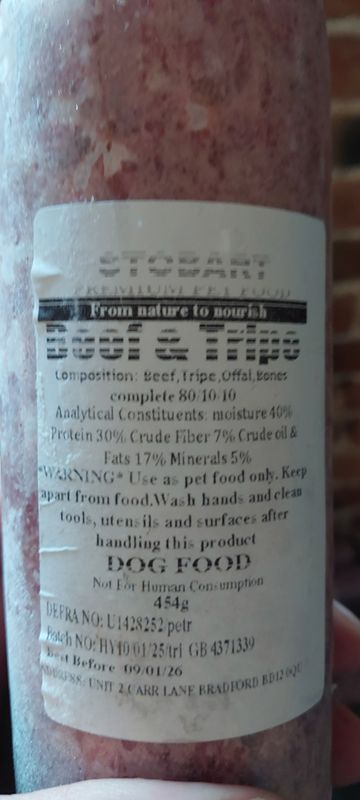 STOBART
PREMIUM PET FOOD
From nature to nourish
Beef & Tripe
Composition: Beef,Tripe,Offal,Bones
complete 80/10/10
Analytical Constituents: moisture 40%
Protein 30% Crude Fiber 7% Crude oil &
Fats 17% Minerals 5%
*WARNING* Use as pet food only. Keep
apart from food.Wash hands and clean
tools, utensils and surfaces after
handling this product
DOG FOOD
Not For Human Consumption
454g
DEFRA NO: U1428252/petr
Batch NO: HY10/01/25/tri GB 4371339
Best Before 09/01/26
ADDRESS: UNIT 2 CARR LANE BRADFORD BD12 0QU